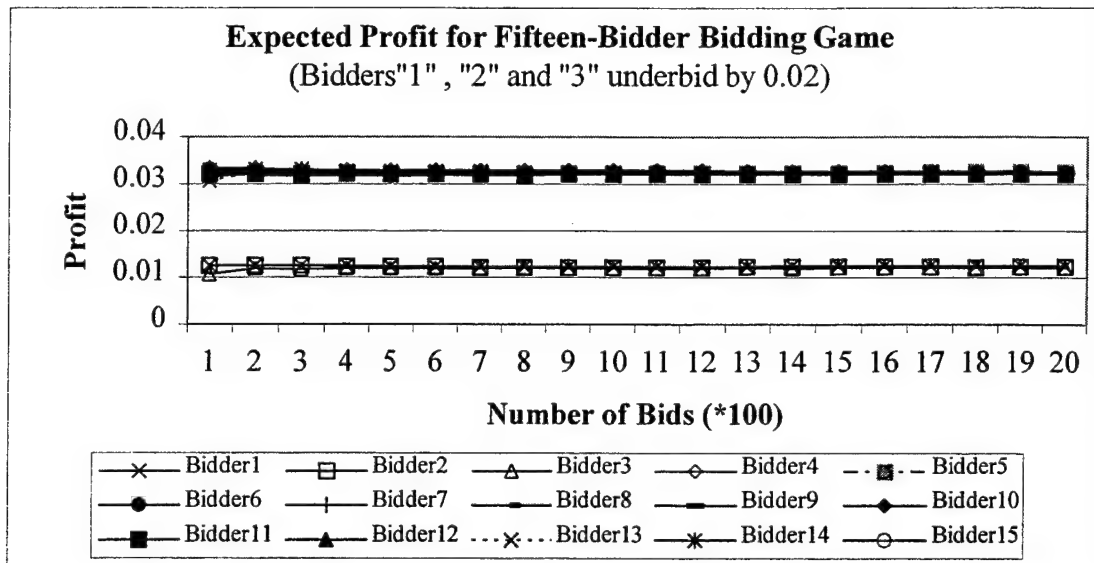 Expected Profit for Fifteen-Bidder Bidding Game
(Bidders"1" , "2" and "3" underbid by 0.02)
0.04
0.03
0.02
0.01
0
Profit
1 2 3 4 5 6 7 8 9 10 11 12 13 14 15 16 17 18 19 20
Number of Bids (*100)
Bidder1 Bidder2 Bidder3 Bidder4 Bidder5
Bidder6 Bidder7 Bidder8 Bidder9 Bidder10
Bidder11 Bidder12 Bidder13 Bidder14 Bidder15